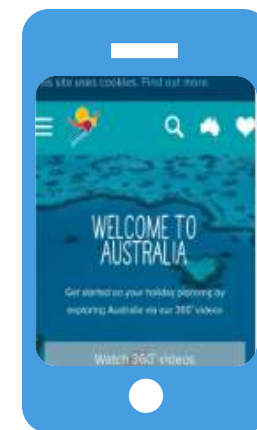 his site uses cookies. Find out more.
WELCOME TO
AUSTRALIA
Get started on your holiday planning by
exploring Australia via our 360° videos
Watch 360° videos